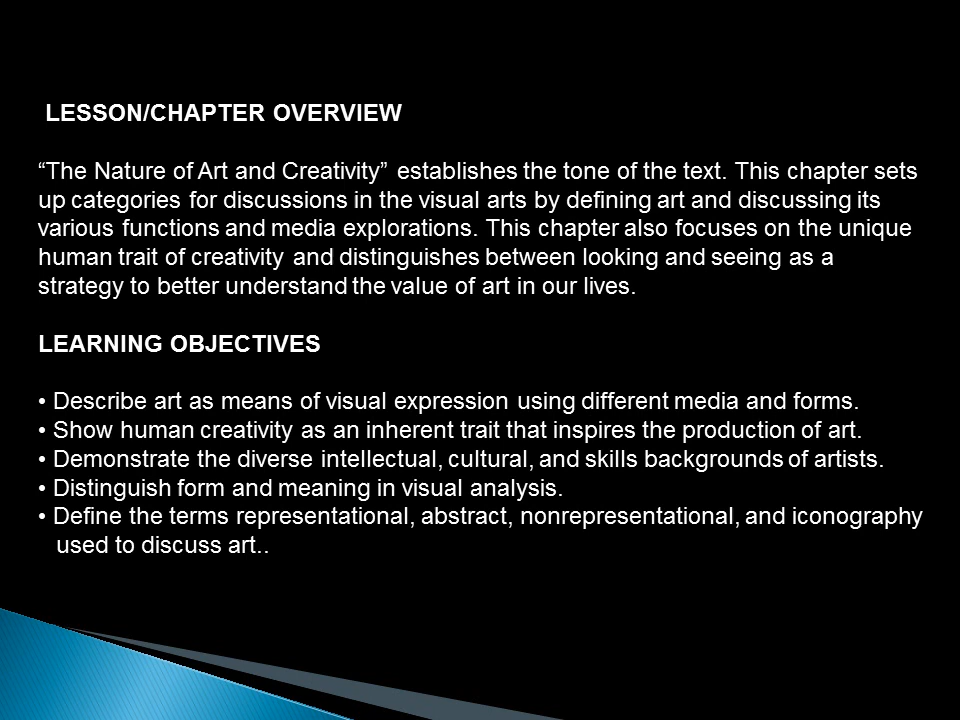 LESSON/CHAPTER OVERVIEW
“The Nature of Art and Creativity” establishes the tone of the text. This chapter sets
up categories for discussions in the visual arts by defining art and discussing its
various functions and media explorations. This chapter also focuses on the unique
human trait of creativity and distinguishes between looking and seeing as a
strategy to better understand the value of art in our lives.
LEARNING OBJECTIVES
• Describe art as means of visual expression using different media and forms.
• Show human creativity as an inherent trait that inspires the production of art.
• Demonstrate the diverse intellectual, cultural, and skills backgrounds of artists.
• Distinguish form and meaning in visual analysis.
• Define the terms representational, abstract, nonrepresentational, and iconography
used to discuss art..